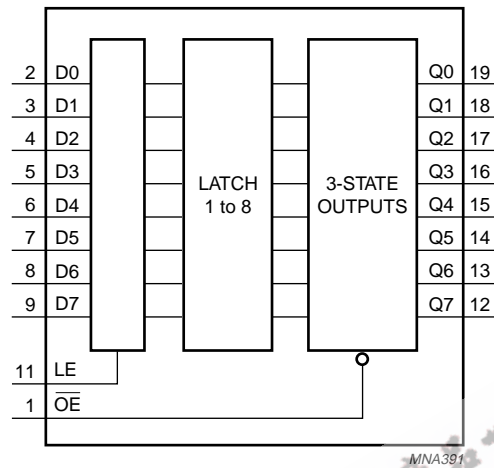 2 D0 Q0 19
3 D1 Q1 18
4 D2 Q2 17
5 D3 Q3 16
6 D4 LATCH 1 to 8 3-STATE OUTPUTS Q4 15
7 D5 Q5 14
8 D6 Q6 13
9 D7 Q7 12
11 LE
1 O̅E̅
MNA391